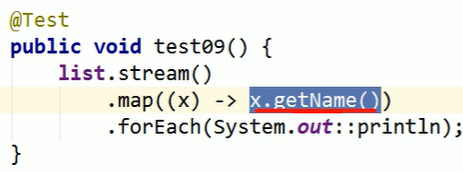 @Test
public void test09() {
    list.stream()
        .map((x) -> x.getName())
        .forEach(System.out::println);
}